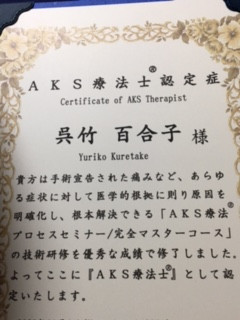 AKS療法士®認定症
Certificate of AKS Therapist
呉竹 百合子 様
Yuriko Kuretake
貴方は手術宣告された痛みなど、あらゆ
る症状に対して医学的根拠に則り原因を
明確化し、根本解決できる「AKS療法®
プロセスセミナー/完全マスターコース」
の技術研修を優秀な成績で修了しました。
よってここに『AKS療法士®』として認
定いたします。